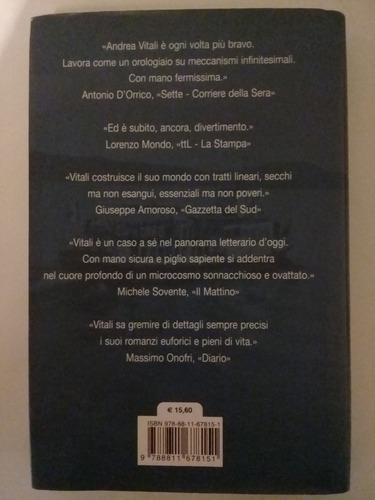 «Andrea Vitali è ogni volta più bravo.
Lavora come un orologiaio su meccanismi infinitesimali.
Con mano fermissima.»
Antonio D'Orrico, «Sette - Corriere della Sera»
«Ed è subito, ancora, divertimento.»
Lorenzo Mondo, «ttL - La Stampa»
«Vitali costruisce il suo mondo con tratti lineari, secchi
ma non esangui, essenziali ma non poveri.»
Giuseppe Amoroso, «Gazzetta del Sud»
«Vitali è un caso a sé nel panorama letterario d'oggi.
Con mano sicura e piglio sapiente si addentra
nel cuore profondo di un microcosmo sonnacchioso e ovattato.»
Michele Sovente, «Il Mattino»
«Vitali sa gremire di dettagli sempre precisi
i suoi romanzi euforici e pieni di vita.»
Massimo Onofri, «Diario»
€ 15,60
ISBN 978-88-11-67815-1
9 788811 678151